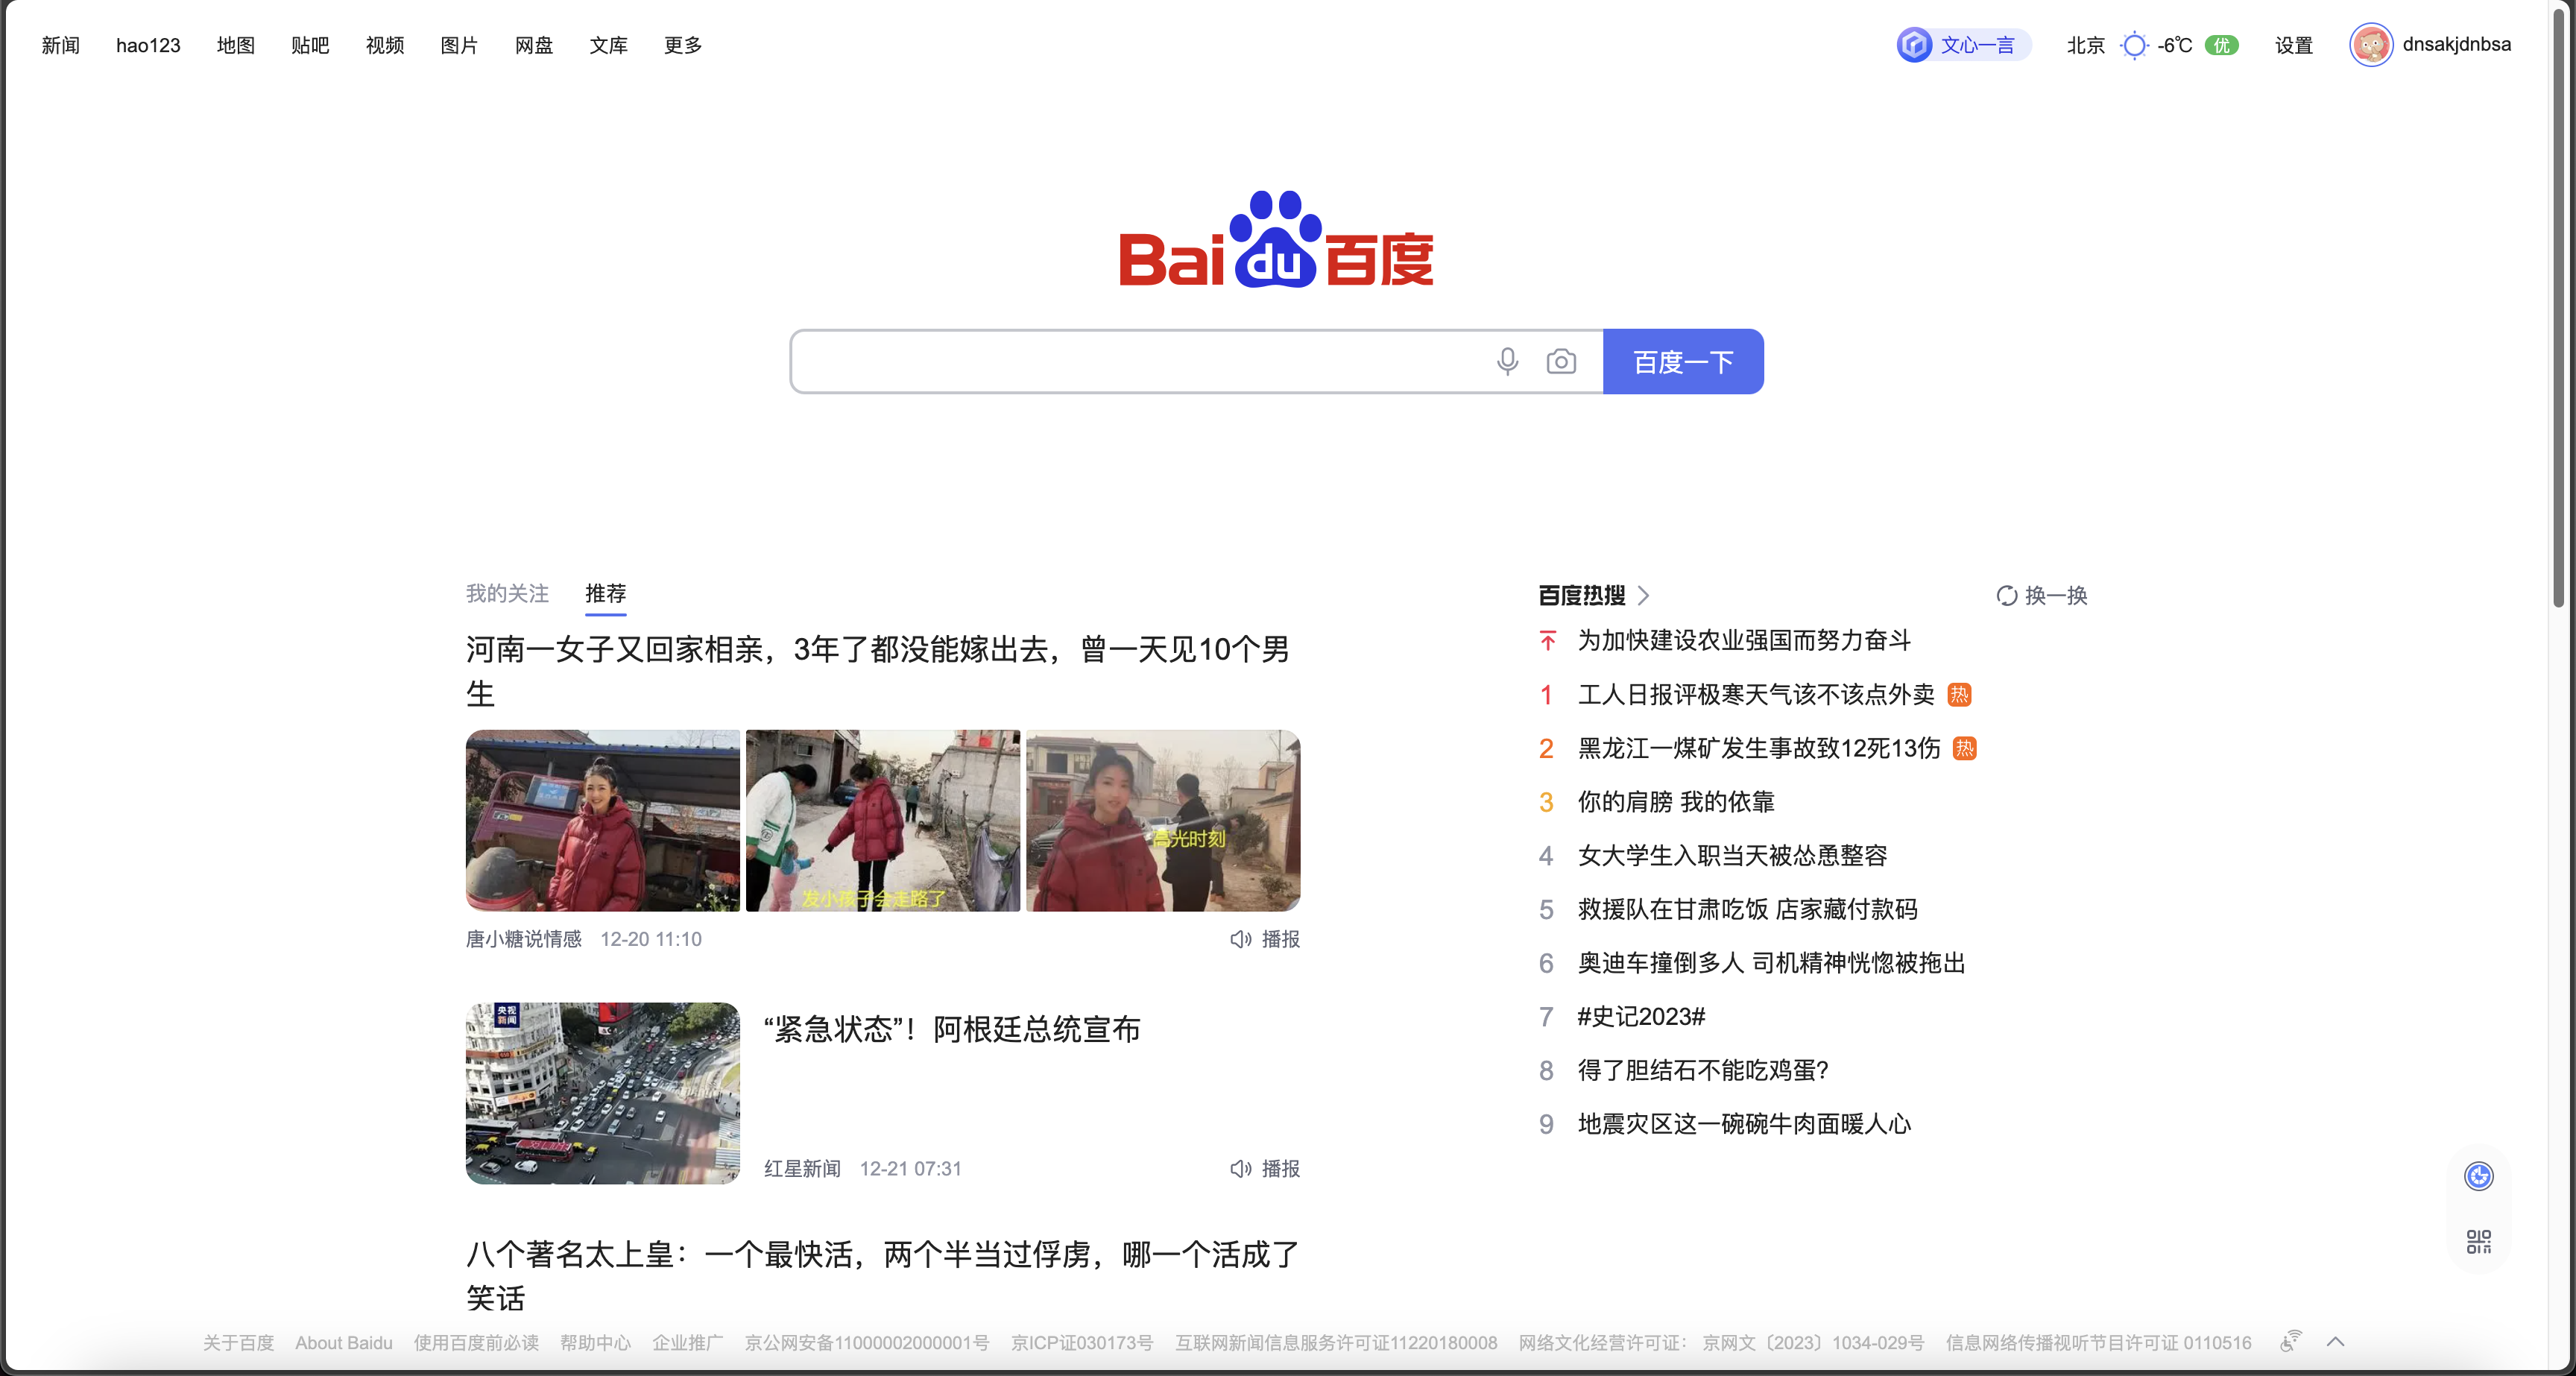 新闻 hao123 地图 贴吧 视频 图片 网盘 文库 更多
文心一言 北京 -6℃ 优 设置 dnsakjdnbsa
Bai du 百度
百度一下
我的关注 推荐
河南一女子又回家相亲，3年了都没能嫁出去，曾一天见10个男
生
发小孩子会走路了
高光时刻
唐小糖说情感 12-20 11:10 播报
央视
新闻
“紧急状态”！阿根廷总统宣布
红星新闻 12-21 07:31 播报
八个著名太上皇：一个最快活，两个半当过俘虏，哪一个活成了
笑话
百度热搜 换一换
为加快建设农业强国而努力奋斗
1 工人日报评极寒天气该不该点外卖 热
2 黑龙江一煤矿发生事故致12死13伤 热
3 你的肩膀 我的依靠
4 女大学生入职当天被怂恿整容
5 救援队在甘肃吃饭 店家藏付款码
6 奥迪车撞倒多人 司机精神恍惚被拖出
7 #史记2023#
8 得了胆结石不能吃鸡蛋?
9 地震灾区这一碗碗牛肉面暖人心
关于百度 About Baidu 使用百度前必读 帮助中心 企业推广 京公网安备11000002000001号 京ICP证030173号 互联网新闻信息服务许可证11220180008 网络文化经营许可证： 京网文〔2023〕1034-029号 信息网络传播视听节目许可证 0110516